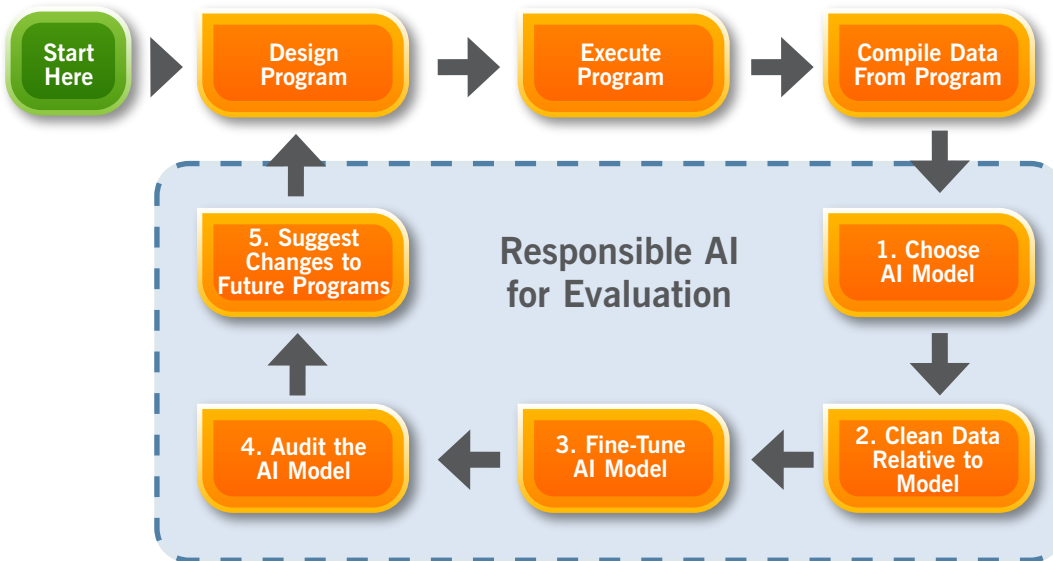 Start
Here
Design
Program
Execute
Program
Compile Data
From Program
Responsible AI
for Evaluation
1. Choose
AI Model
2. Clean Data
Relative to
Model
3. Fine-Tune
AI Model
4. Audit the
AI Model
5. Suggest
Changes to
Future Programs